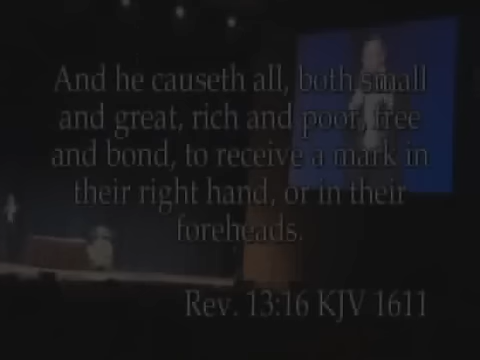 And he causeth all, both small
and great, rich and poor, free
and bond, to receive a mark in
their right hand, or in their
foreheads.
Rev. 13:16 KJV 1611